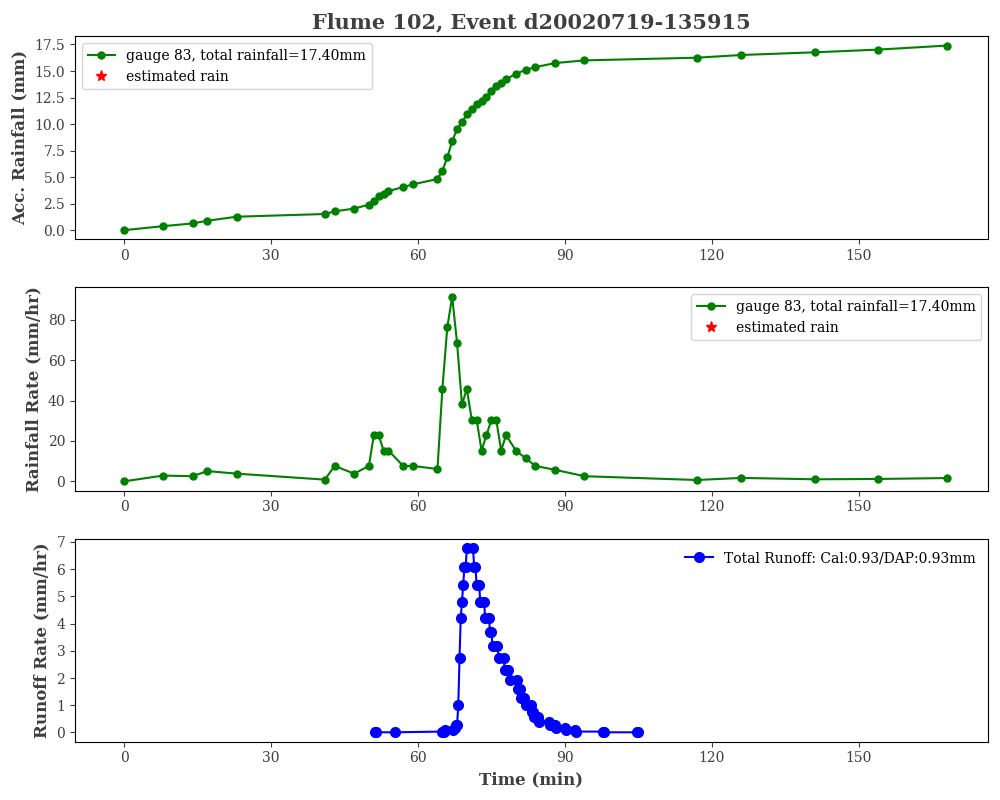 Flume 102, Event d20020719-135915
Acc. Rainfall (mm)
17.5
15.0
12.5
10.0
7.5
5.0
2.5
0.0
gauge 83, total rainfall=17.40mm
estimated rain
0 30 60 90 120 150
Rainfall Rate (mm/hr)
80
60
40
20
0
gauge 83, total rainfall=17.40mm
estimated rain
0 30 60 90 120 150
Runoff Rate (mm/hr)
7
6
5
4
3
2
1
0
Total Runoff: Cal:0.93/DAP:0.93mm
0 30 60 90 120 150
Time (min)